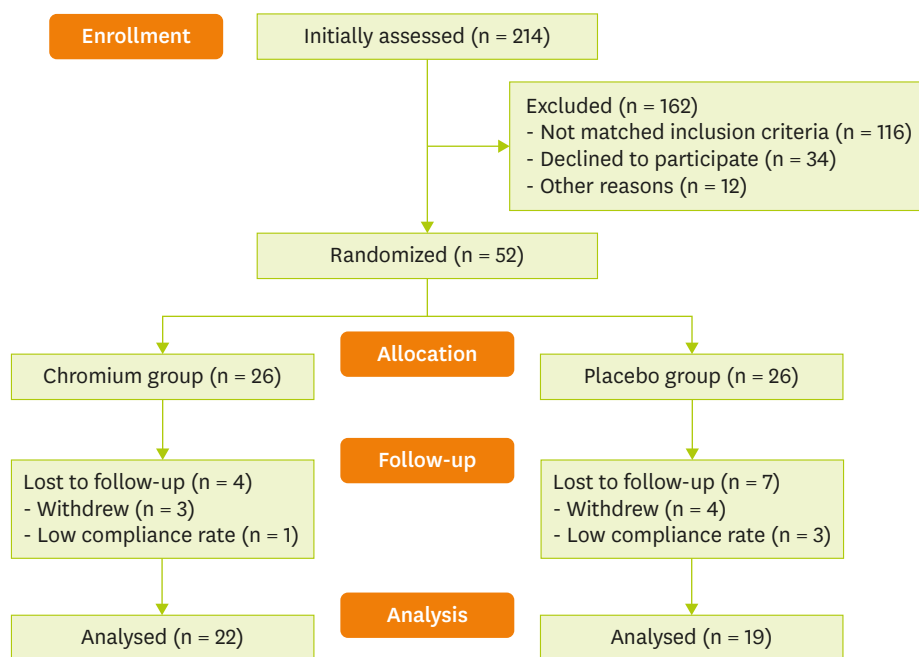 Enrollment
Initially assessed (n = 214)
Excluded (n = 162)
- Not matched inclusion criteria (n = 116)
- Declined to participate (n = 34)
- Other reasons (n = 12)
Randomized (n = 52)
Allocation
Chromium group (n = 26)
Placebo group (n = 26)
Follow-up
Lost to follow-up (n = 4)
- Withdrew (n = 3)
- Low compliance rate (n = 1)
Lost to follow-up (n = 7)
- Withdrew (n = 4)
- Low compliance rate (n = 3)
Analysis
Analysed (n = 22)
Analysed (n = 19)